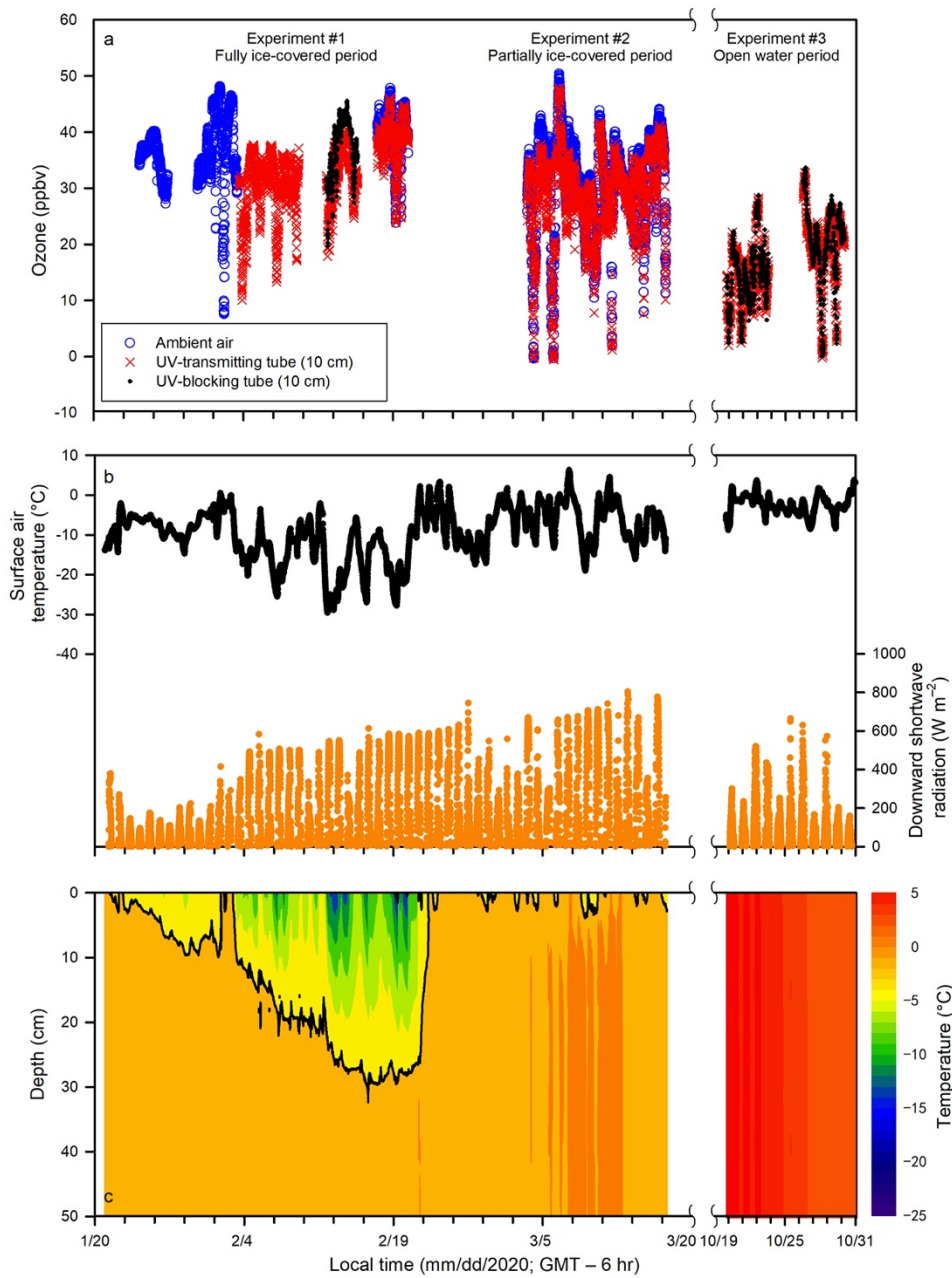 a
Experiment #1
Fully ice-covered period
Experiment #2
Partially ice-covered period
Experiment #3
Open water period
60
50
40
30
20
10
0
-10
Ozone (ppbv)
Ambient air
UV-transmitting tube (10 cm)
UV-blocking tube (10 cm)
b
10
0
-10
-20
-30
-40
Surface air
temperature (°C)
1000
800
600
400
200
0
Downward shortwave
radiation (W m−2)
c
0
10
20
30
40
50
Depth (cm)
5
0
−5
−10
−15
−20
−25
Temperature (°C)
1/20
2/4
2/19
3/5
3/20
10/19
10/25
10/31
Local time (mm/dd/2020; GMT – 6 hr)